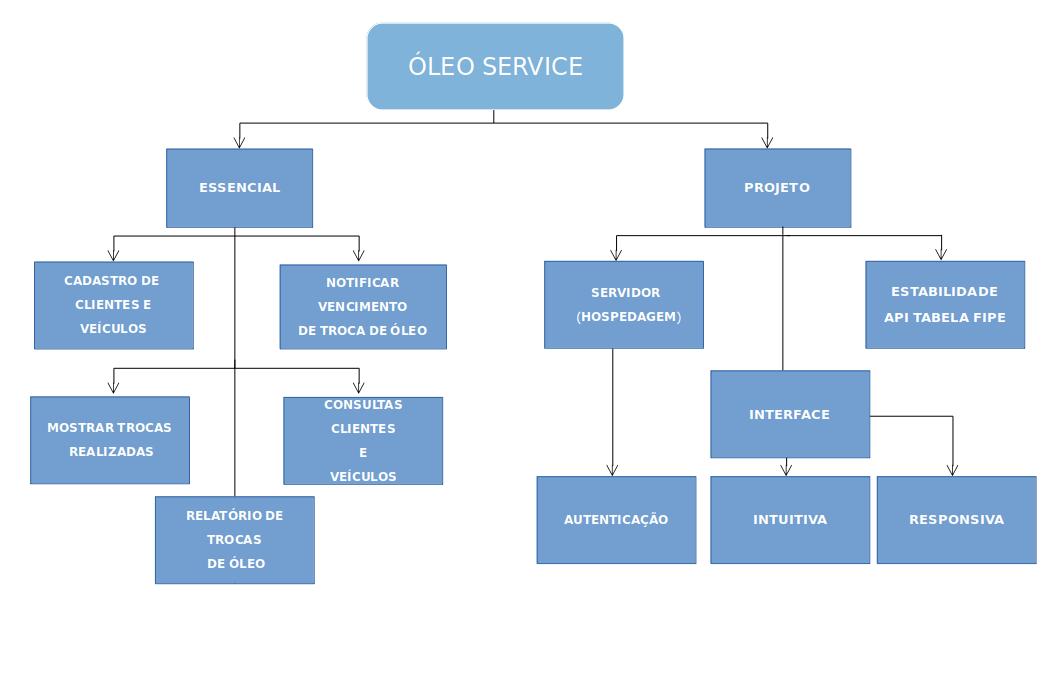 ÓLEO SERVICE
ESSENCIAL
PROJETO
CADASTRO DE
CLIENTES E
VEÍCULOS
NOTIFICAR
VENCIMENTO
DE TROCA DE ÓLEO
SERVIDOR
(HOSPEDAGEM)
ESTABILIDADE
API TABELA FIPE
MOSTRAR TROCAS
REALIZADAS
CONSULTAS
CLIENTES
E
VEÍCULOS
INTERFACE
RELATÓRIO DE
TROCAS
DE ÓLEO
AUTENTICAÇÃO
INTUITIVA
RESPONSIVA